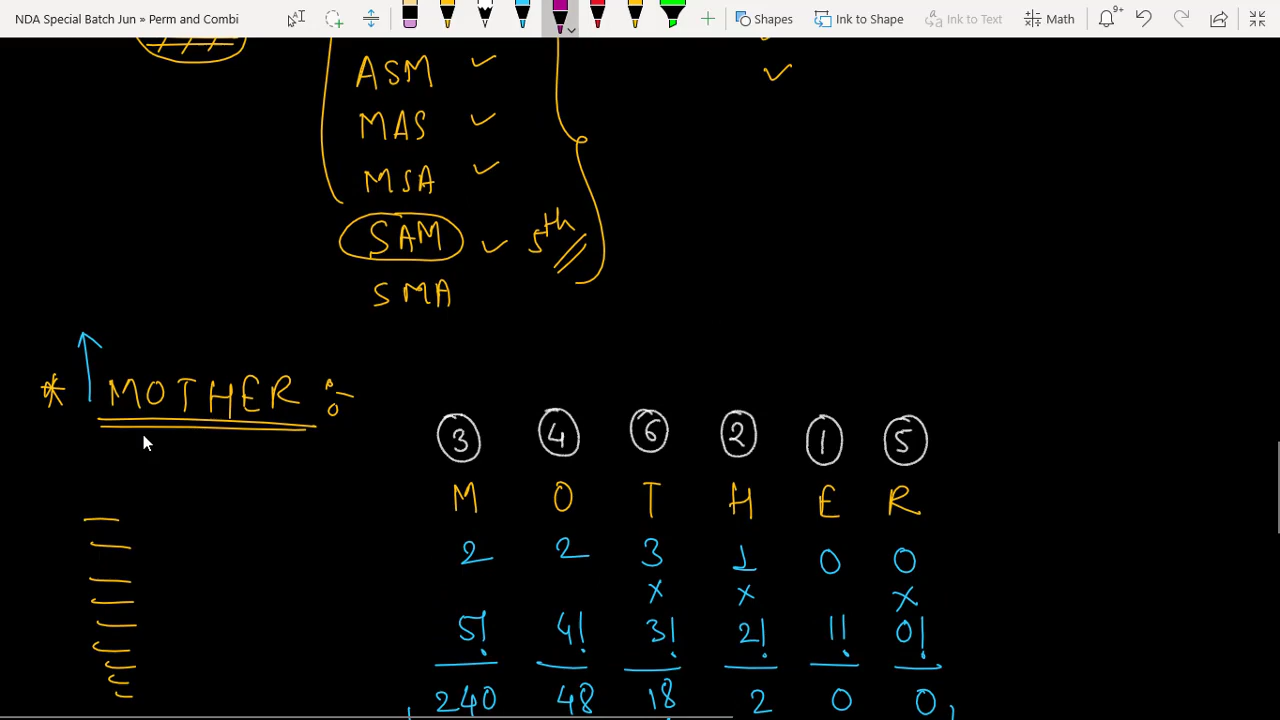 NDA Special Batch Jun » Perm and Combi
Shapes Ink to Shape Ink to Text Math 9+
ASM ✓
MAS ✓
MSA ✓
SAM ✓ 5th
SMA
* MOTHER :-
3 4 6 2 1 5
M O T H E R
2 2 3 1 0 0
x x x
5! 4! 3! 2! 1! 0!
240 48 18 2 0 0